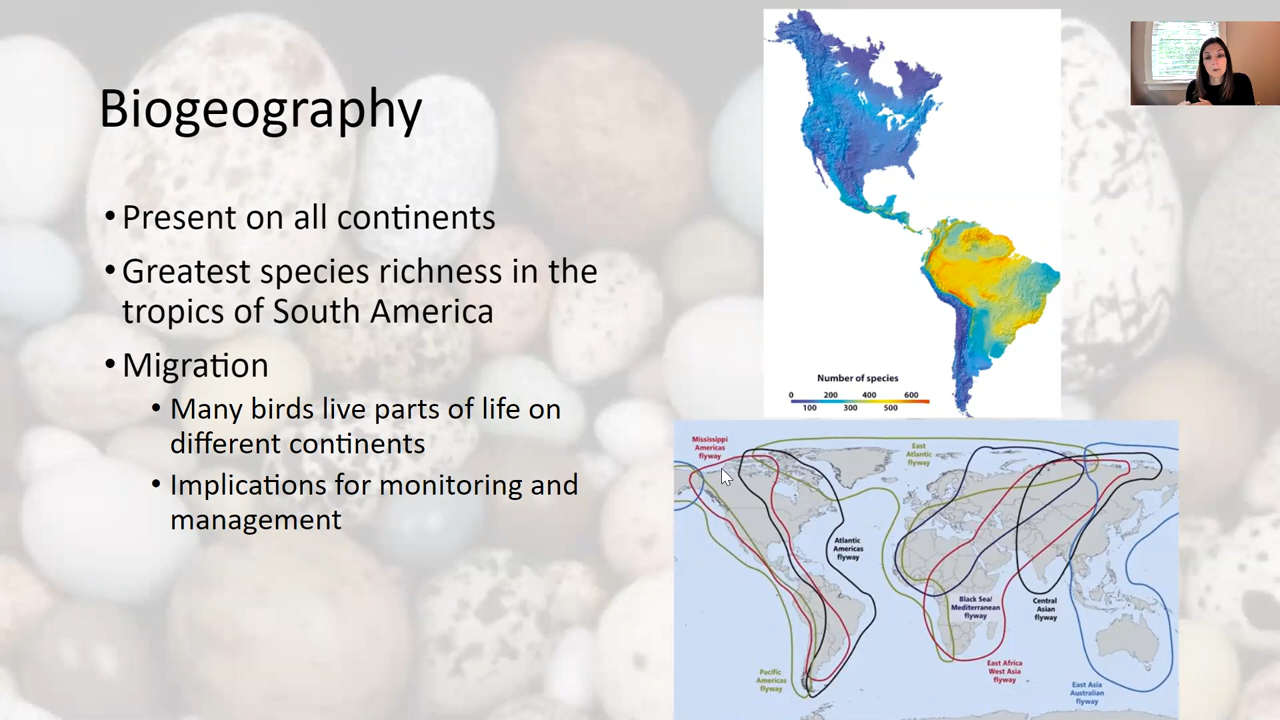 Biogeography
• Present on all continents
• Greatest species richness in the
tropics of South America
• Migration
• Many birds live parts of life on
different continents
• Implications for monitoring and
management
Number of species
0 200 400 600
100 300 500
Mississippi
Americas
flyway
East
Atlantic
flyway
Atlantic
Americas
flyway
Black Sea/
Mediterranean
flyway
Central
Asian
flyway
Pacific
Americas
flyway
East Africa
West Asia
flyway
East Asia
Australian
flyway